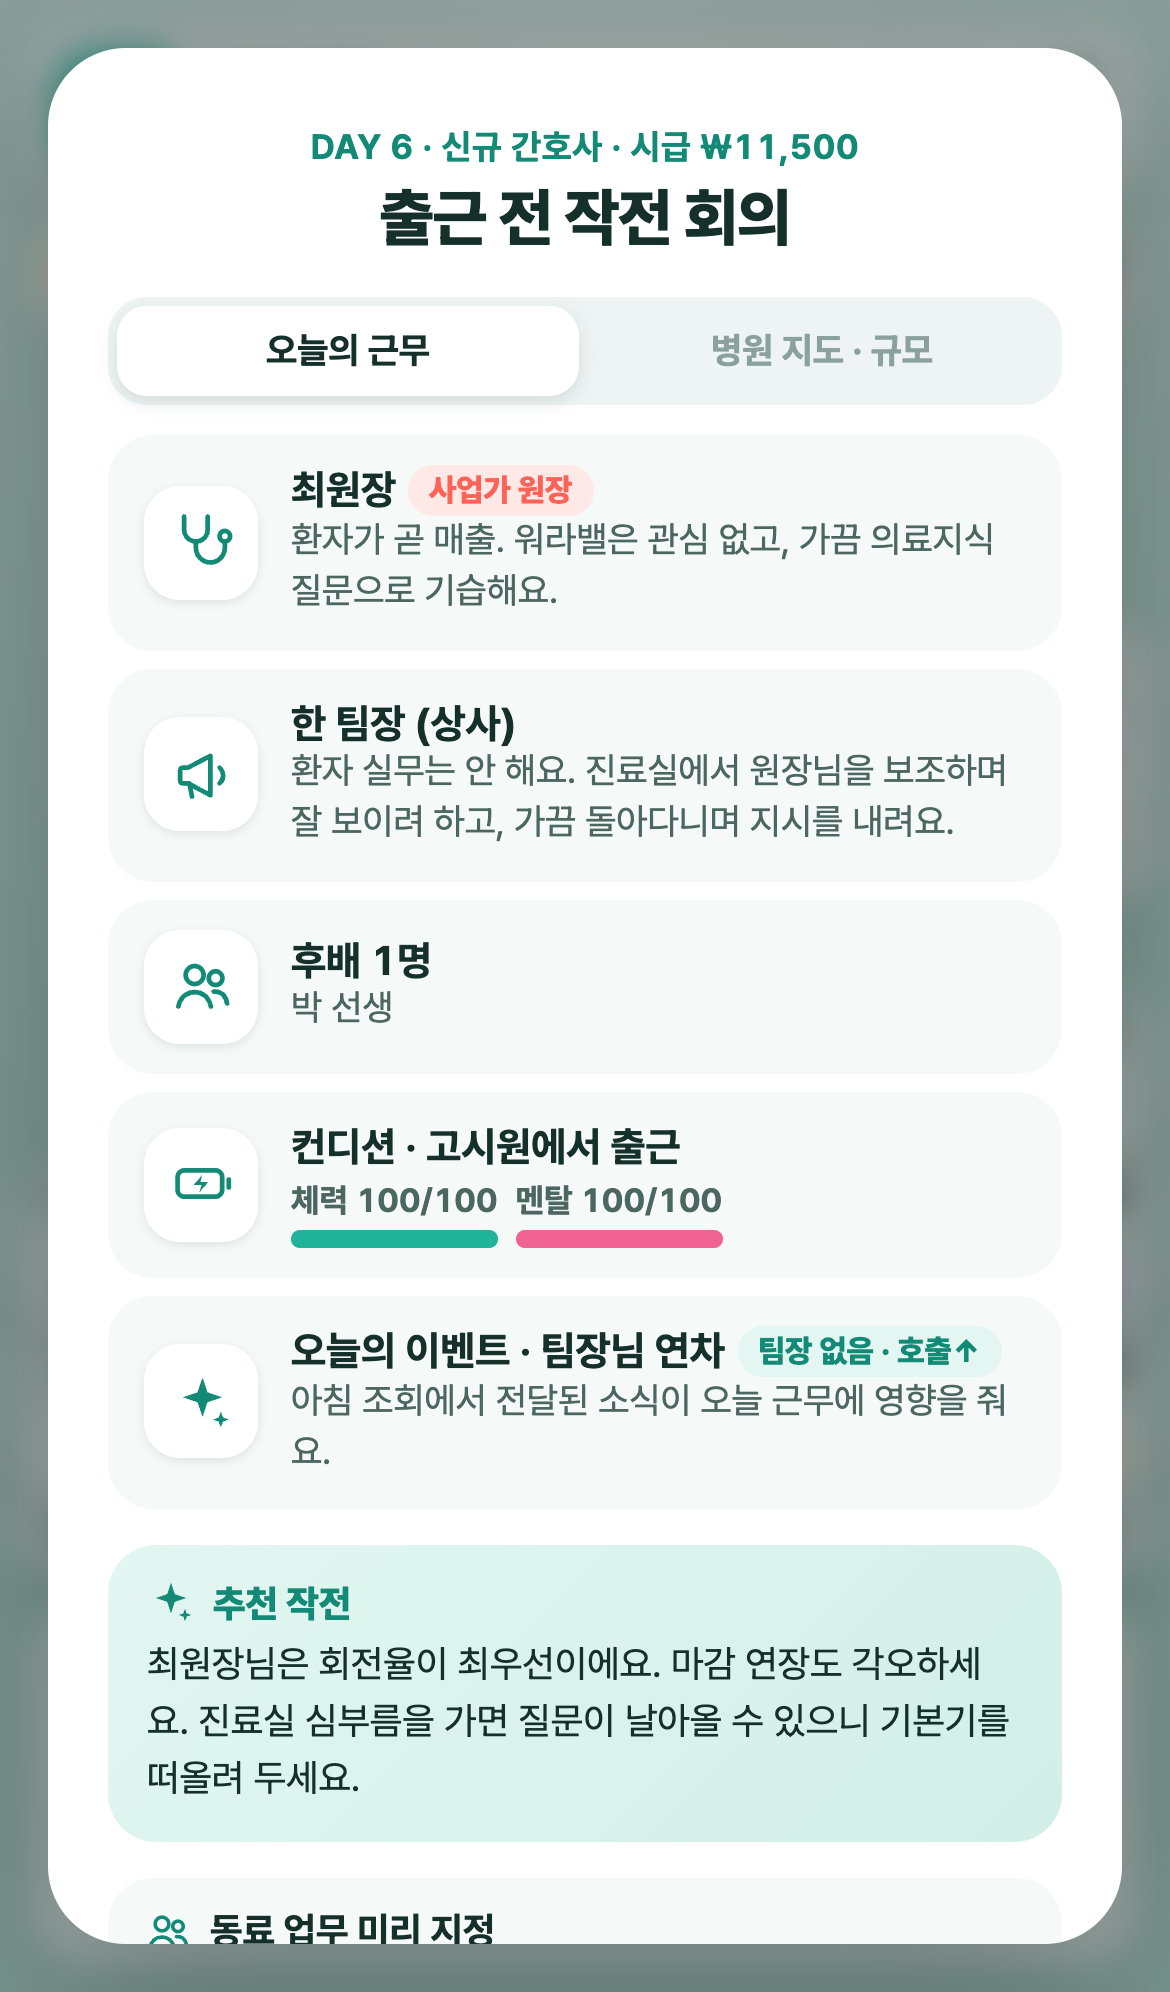 DAY 6 · 신규 간호사 · 시급 ₩11,500
출근 전 작전 회의
오늘의 근무
병원 지도 · 규모
최원장 사업가 원장
환자가 곧 매출. 워라밸은 관심 없고, 가끔 의료지식
질문으로 기습해요.
한 팀장 (상사)
환자 실무는 안 해요. 진료실에서 원장님을 보조하며
잘 보이려 하고, 가끔 돌아다니며 지시를 내려요.
후배 1명
박 선생
컨디션 · 고시원에서 출근
체력 100/100 멘탈 100/100
오늘의 이벤트 · 팀장님 연차 팀장 없음 · 호출↑
아침 조회에서 전달된 소식이 오늘 근무에 영향을 줘
요.
추천 작전
최원장님은 회전율이 최우선이에요. 마감 연장도 각오하세
요. 진료실 심부름을 가면 질문이 날아올 수 있으니 기본기를
떠올려 두세요.
동료 업무 미리 지정